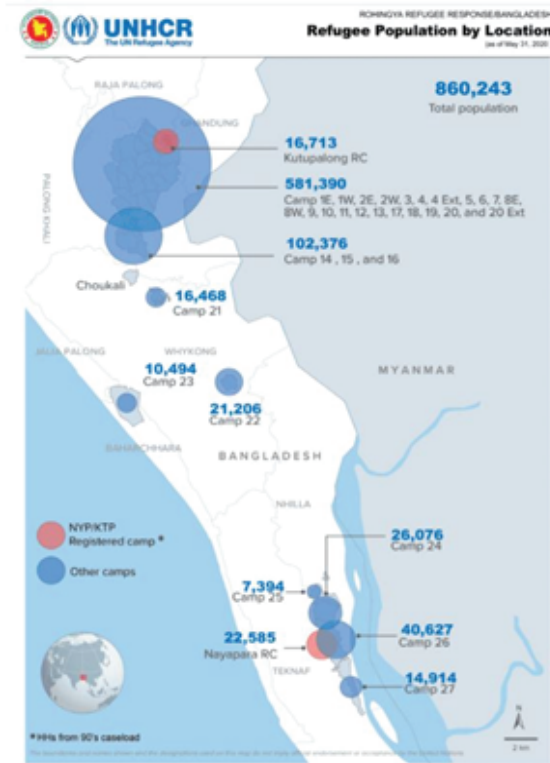 UNHCR
The UN Refugee Agency
ROHINGYA REFUGEE RESPONSE/BANGLADESH
Refugee Population by Location
(as of May 31, 2020)
860,243
Total population
RAJA PALONG
16,713
Kutupalong RC
581,390
Camp 1E, 1W, 2E, 2W, 3, 4, 4 Ext, 5, 6, 7, 8E,
8W, 9, 10, 11, 12, 13, 17, 18, 19, 20, and 20 Ext
PALONG KHALI
102,376
Camp 14 , 15 , and 16
Choukali
16,468
Camp 21
JALIA PALONG
WHYKONG
10,494
Camp 23
MYANMAR
21,206
Camp 22
BAHARCHHARA
BANGLADESH
NHILLA
NYP/KTP
Registered camp *
Other camps
26,076
Camp 24
7,394
Camp 25
40,627
Camp 26
22,585
Nayapara RC
TEKNAF
14,914
Camp 27
*HHs from 90's caseload
N
2 km